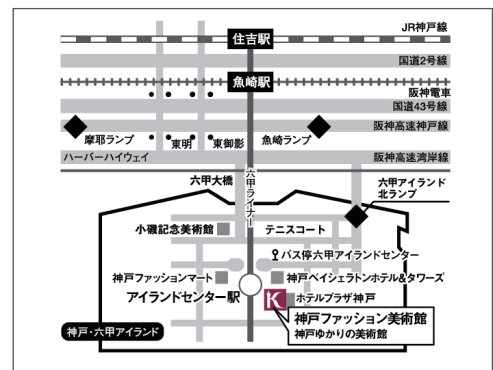 JR神戸線
住吉駅
国道2号線
魚崎駅
阪神電車
国道43号線
阪神高速神戸線
摩耶ランプ
東明
東御影
魚崎ランプ
ハーバーハイウェイ
阪神高速湾岸線
六甲大橋
六甲ライナー
六甲アイランド
北ランプ
小磯記念美術館
テニスコート
バス停六甲アイランドセンター
神戸ファッションマート
神戸ベイシェラトンホテル&タワーズ
アイランドセンター駅
K
ホテルプラザ神戸
神戸ファッション美術館
神戸ゆかりの美術館
神戸・六甲アイランド